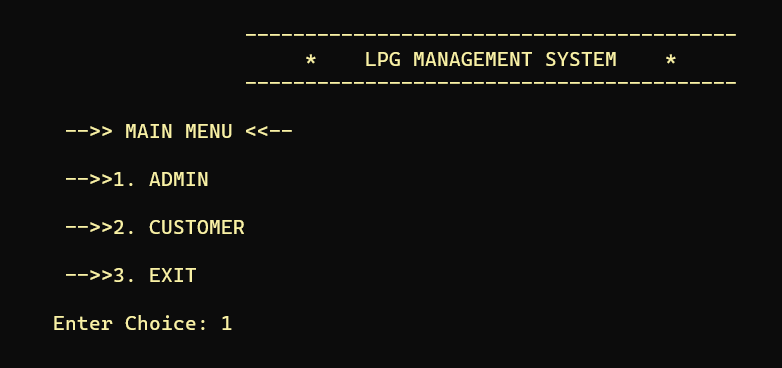 -----------------------------------------
*    LPG MANAGEMENT SYSTEM    *
-----------------------------------------
-->> MAIN MENU <<--
-->>1. ADMIN
-->>2. CUSTOMER
-->>3. EXIT
Enter Choice: 1